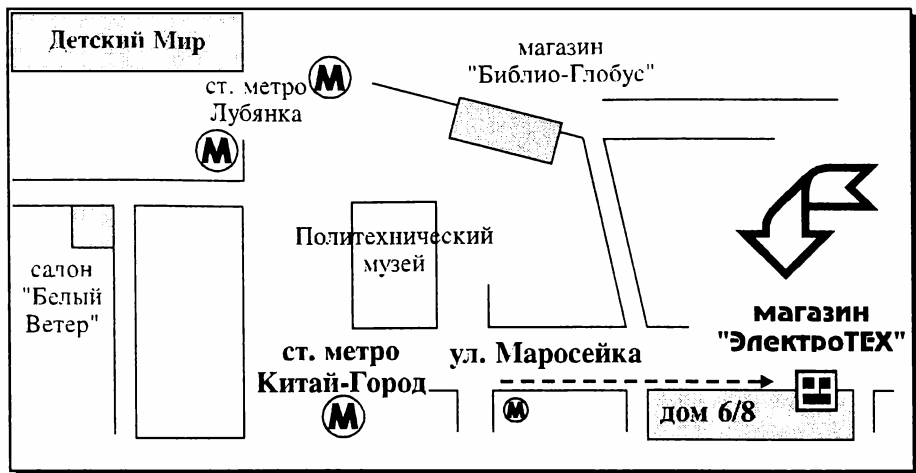 Детский Мир
ст. метро
Лубянка
М
М
магазин
"Библио-Глобус"
Политехнический
музей
салон
"Белый
Ветер"
магазин
"ЭлектроТЕХ"
ст. метро
Китай-Город
М
ул. Маросейка
М
дом 6/8